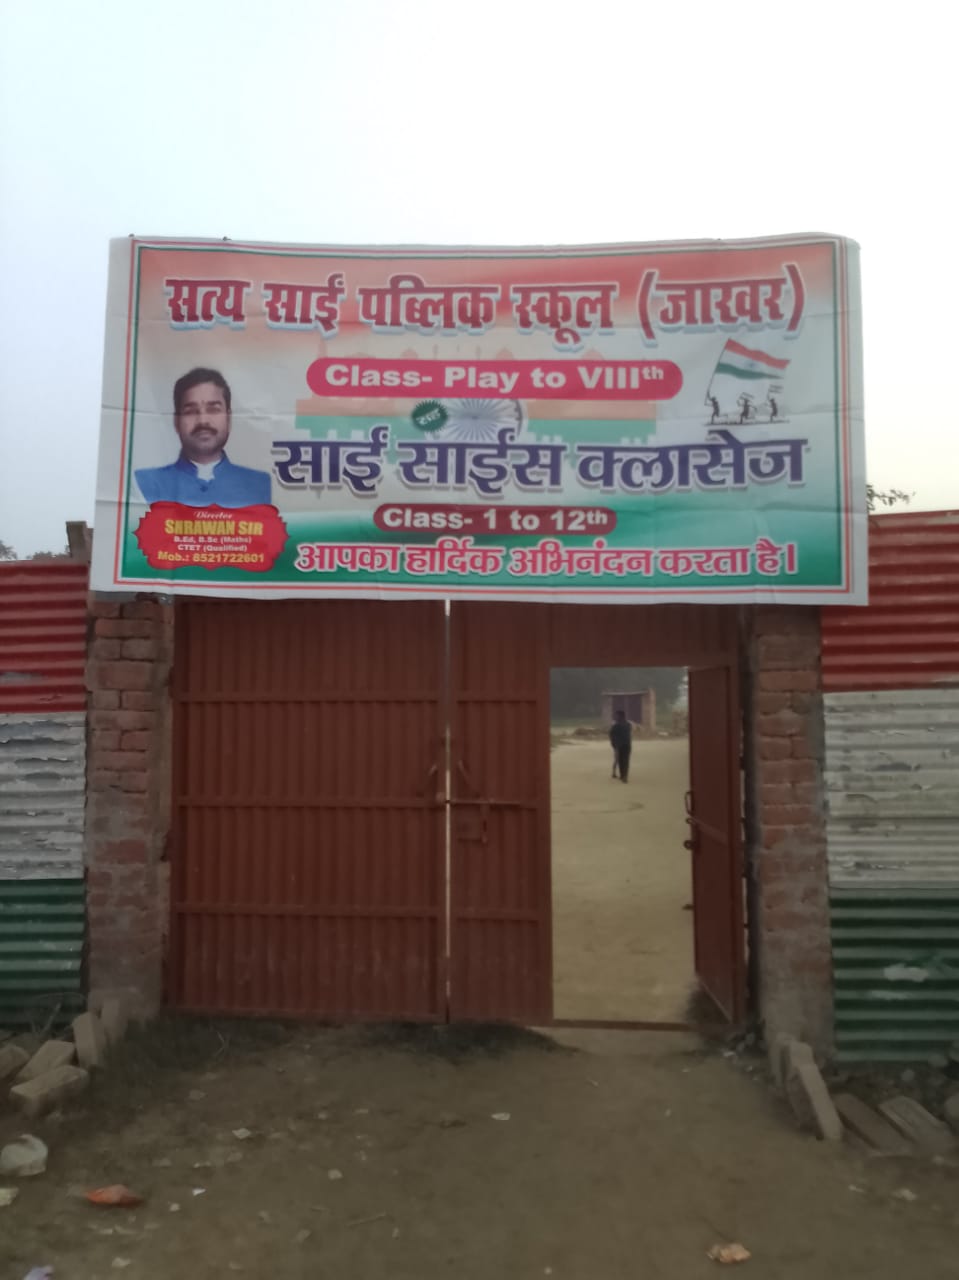 सत्य साईं पब्लिक स्कूल (जाखर)
Class- Play to VIIIth
सह
साईं साईंस क्लासेज
Class- 1 to 12th
Director
SHRAWAN SIR
B.Ed, B.Sc (Maths)
CTET (Qualified)
Mob.: 8521722601
आपका हार्दिक अभिनंदन करता है।